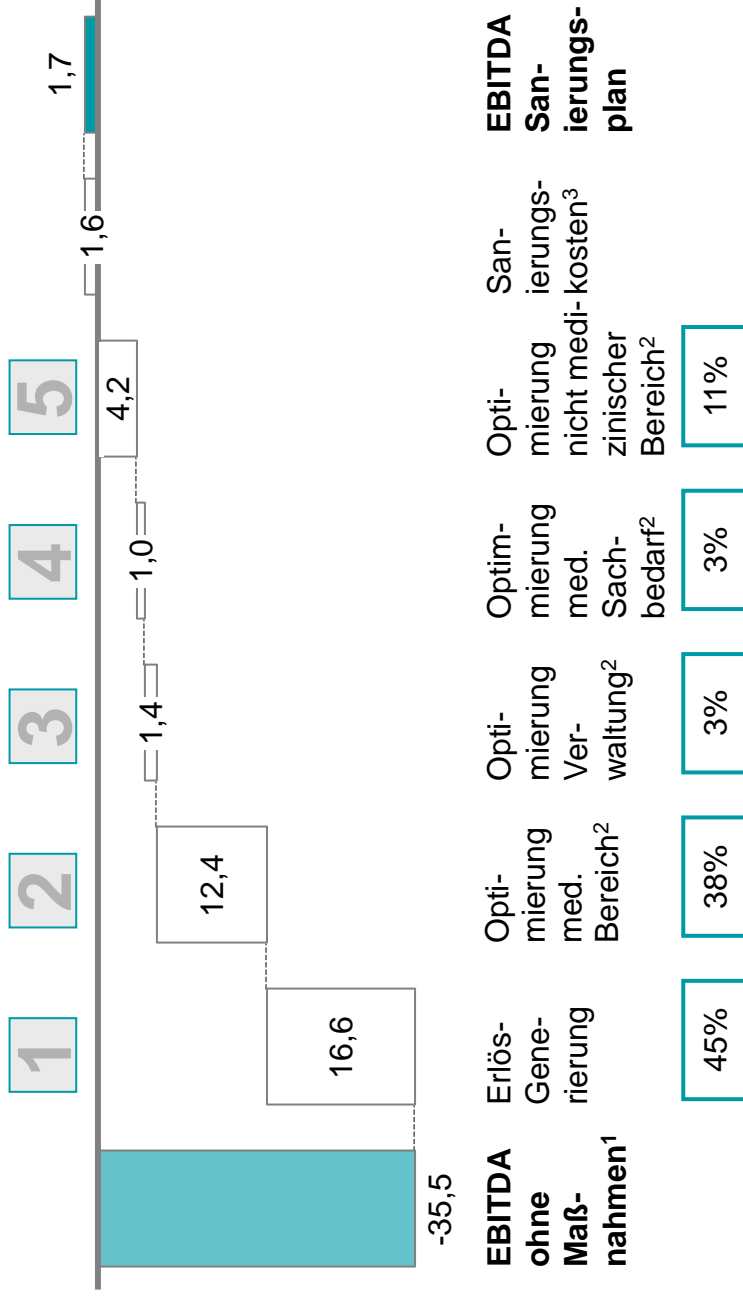 1
2
3
4
5
-35,5
16,6
12,4
1,4
1,0
4,2
1,6
1,7
EBITDA
ohne
Maß-
nahmen¹
Erlös-
Gene-
rierung
Opti-
mierung
med.
Bereich²
Opti-
mierung
Ver-
waltung²
Optim-
mierung
med.
Sach-
bedarf²
Opti-
mierung
nicht medi-
zinischer
Bereich²
San-
ierungs-
kosten³
EBITDA
San-
ierungs-
plan
45%
38%
3%
3%
11%